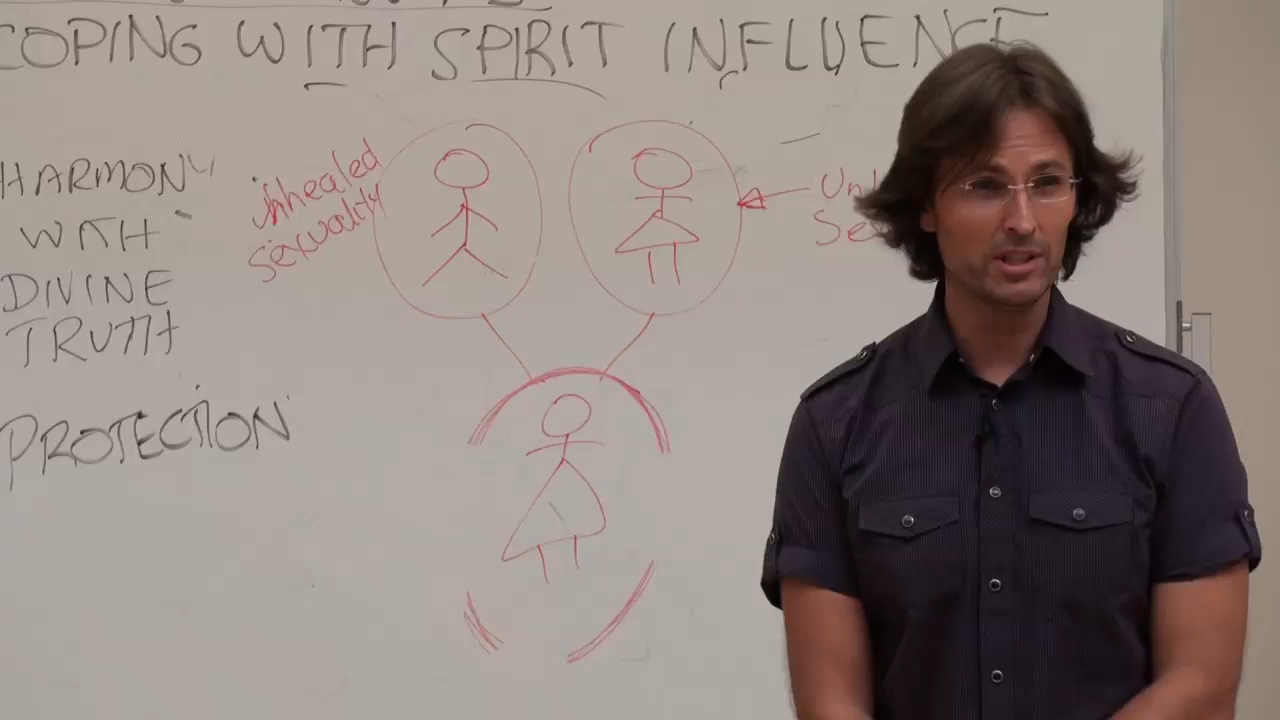 COPING WITH SPIRIT INFLUENCE
HARMONY
WITH
DIVINE
TRUTH
PROTECTION
unhealed
sexuality